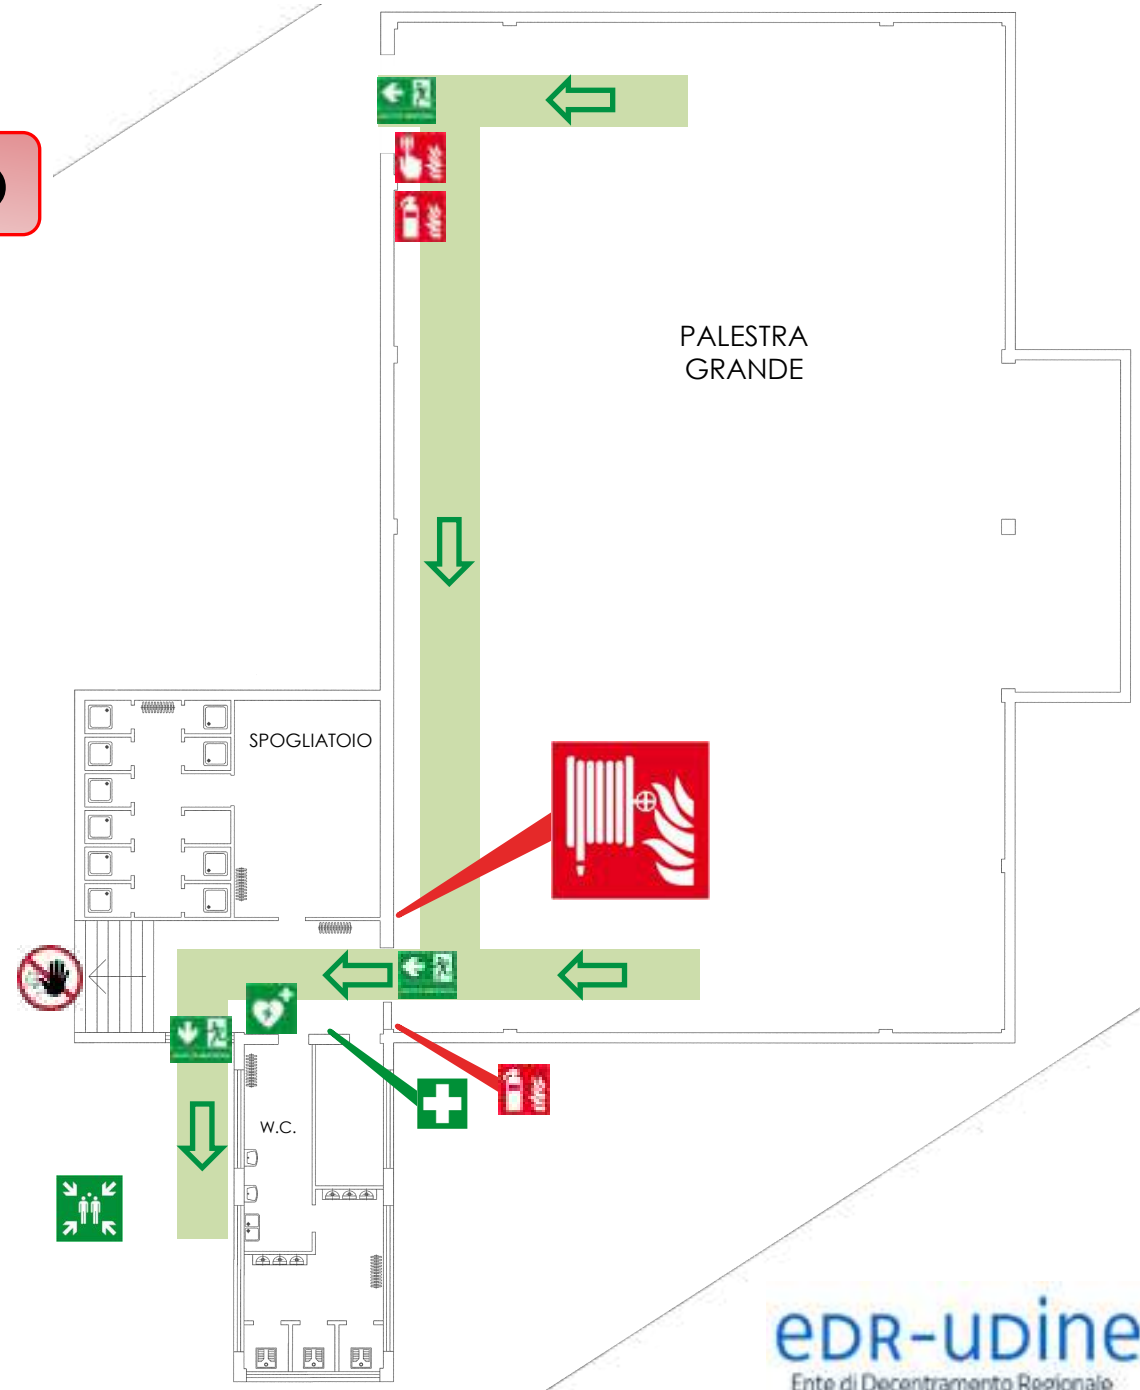 PALESTRA
GRANDE
SPOGLIATOIO
W.C.
eDR-uDine
Ente di Decentramento Regionale